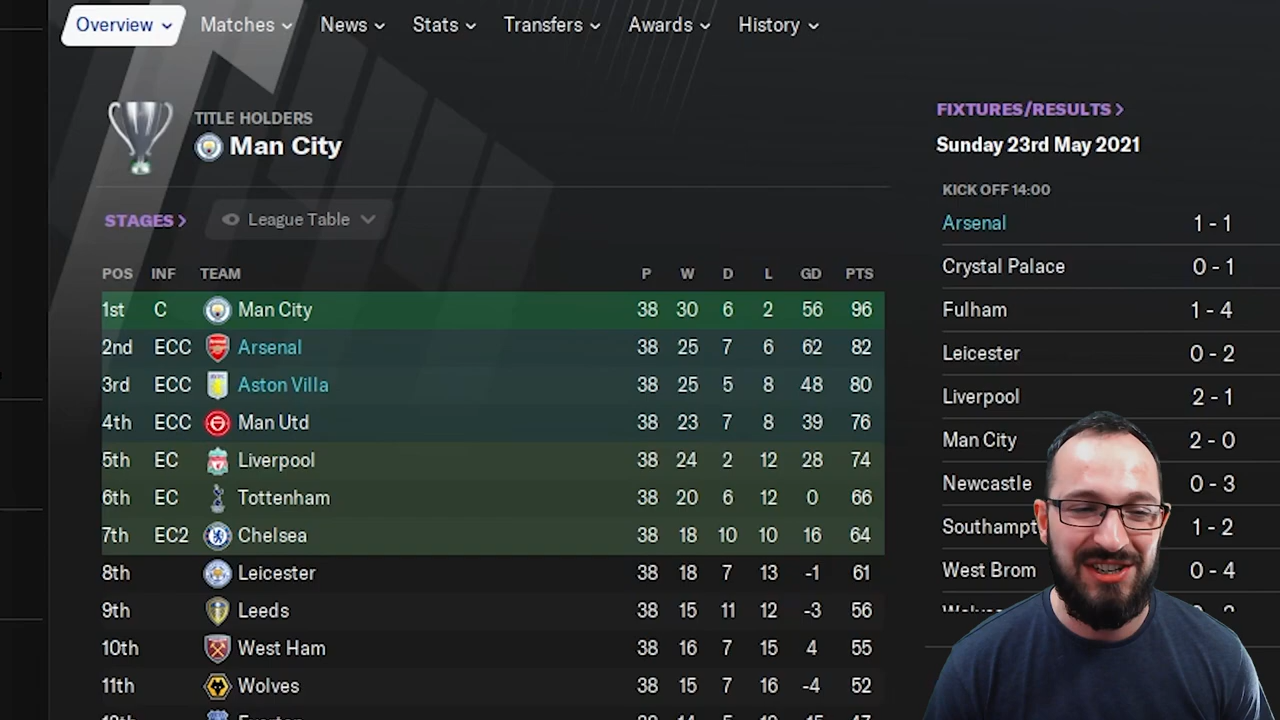 Overview Matches News Stats Transfers Awards History
TITLE HOLDERS
Man City
STAGES League Table
POS INF TEAM P W D L GD PTS
1st C Man City 38 30 6 2 56 96
2nd ECC Arsenal 38 25 7 6 62 82
3rd ECC Aston Villa 38 25 5 8 48 80
4th ECC Man Utd 38 23 7 8 39 76
5th EC Liverpool 38 24 2 12 28 74
6th EC Tottenham 38 20 6 12 0 66
7th EC2 Chelsea 38 18 10 10 16 64
8th Leicester 38 18 7 13 -1 61
9th Leeds 38 15 11 12 -3 56
10th West Ham 38 16 7 15 4 55
11th Wolves 38 15 7 16 -4 52
FIXTURES/RESULTS
Sunday 23rd May 2021
KICK OFF 14:00
Arsenal 1 - 1
Crystal Palace 0 - 1
Fulham 1 - 4
Leicester 0 - 2
Liverpool 2 - 1
Man City 2 - 0
Newcastle 0 - 3
Southampt 1 - 2
West Brom 0 - 4